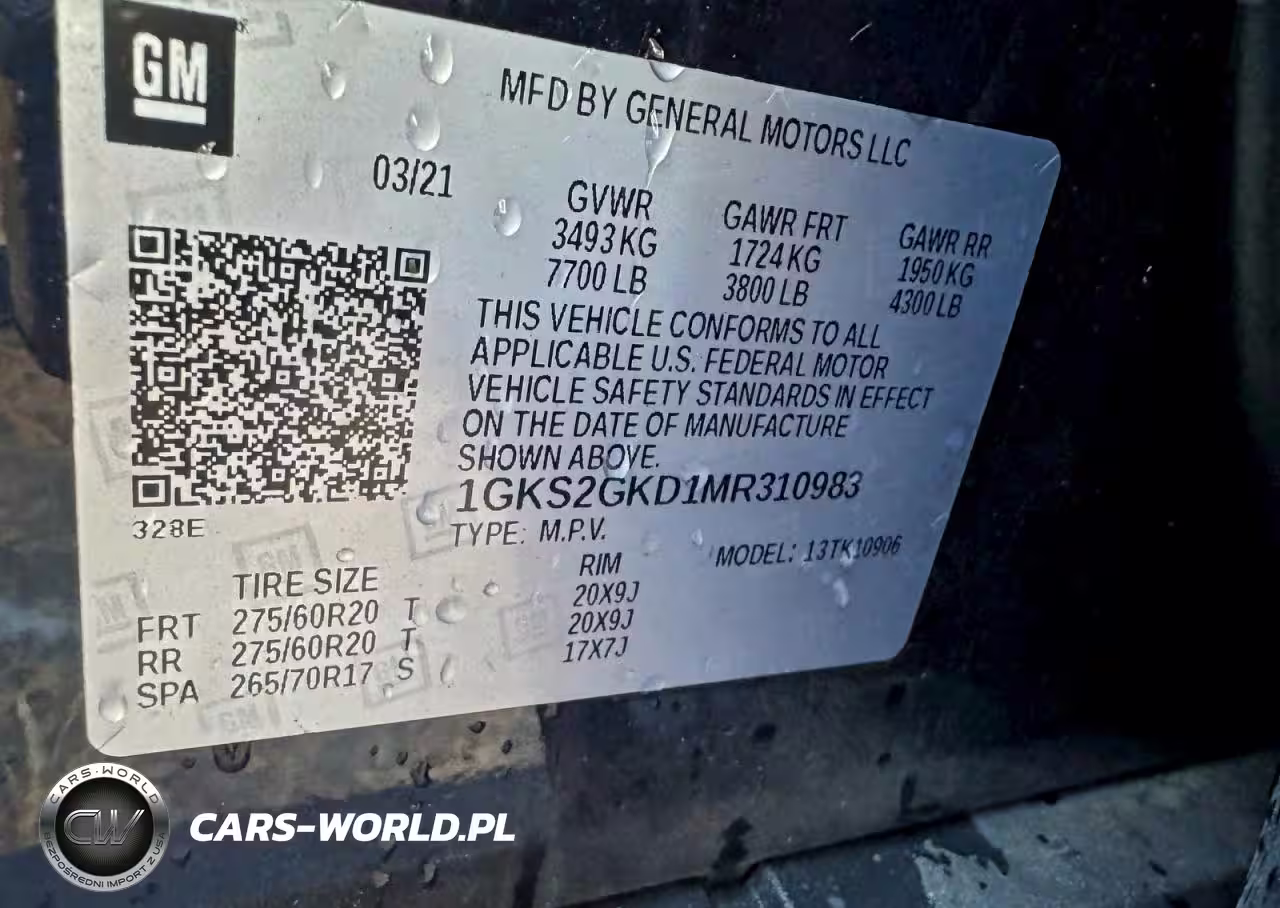 GM
MFD BY GENERAL MOTORS LLC
03/21
GVWR GAWR FRT GAWR RR
3493 KG 1724 KG 1950 KG
7700 LB 3800 LB 4300 LB
THIS VEHICLE CONFORMS TO ALL
APPLICABLE U.S. FEDERAL MOTOR
VEHICLE SAFETY STANDARDS IN EFFECT
ON THE DATE OF MANUFACTURE
SHOWN ABOVE.
1GKS2GKD1MR310983
328E
TYPE: M.P.V. MODEL: 13TK10906
TIRE SIZE RIM
FRT 275/60R20 T 20X9J
RR 275/60R20 T 20X9J
SPA 265/70R17 S 17X7J
CARS-WORLD
CW
BEZPOŚREDNI IMPORT Z USA
CARS-WORLD.PL